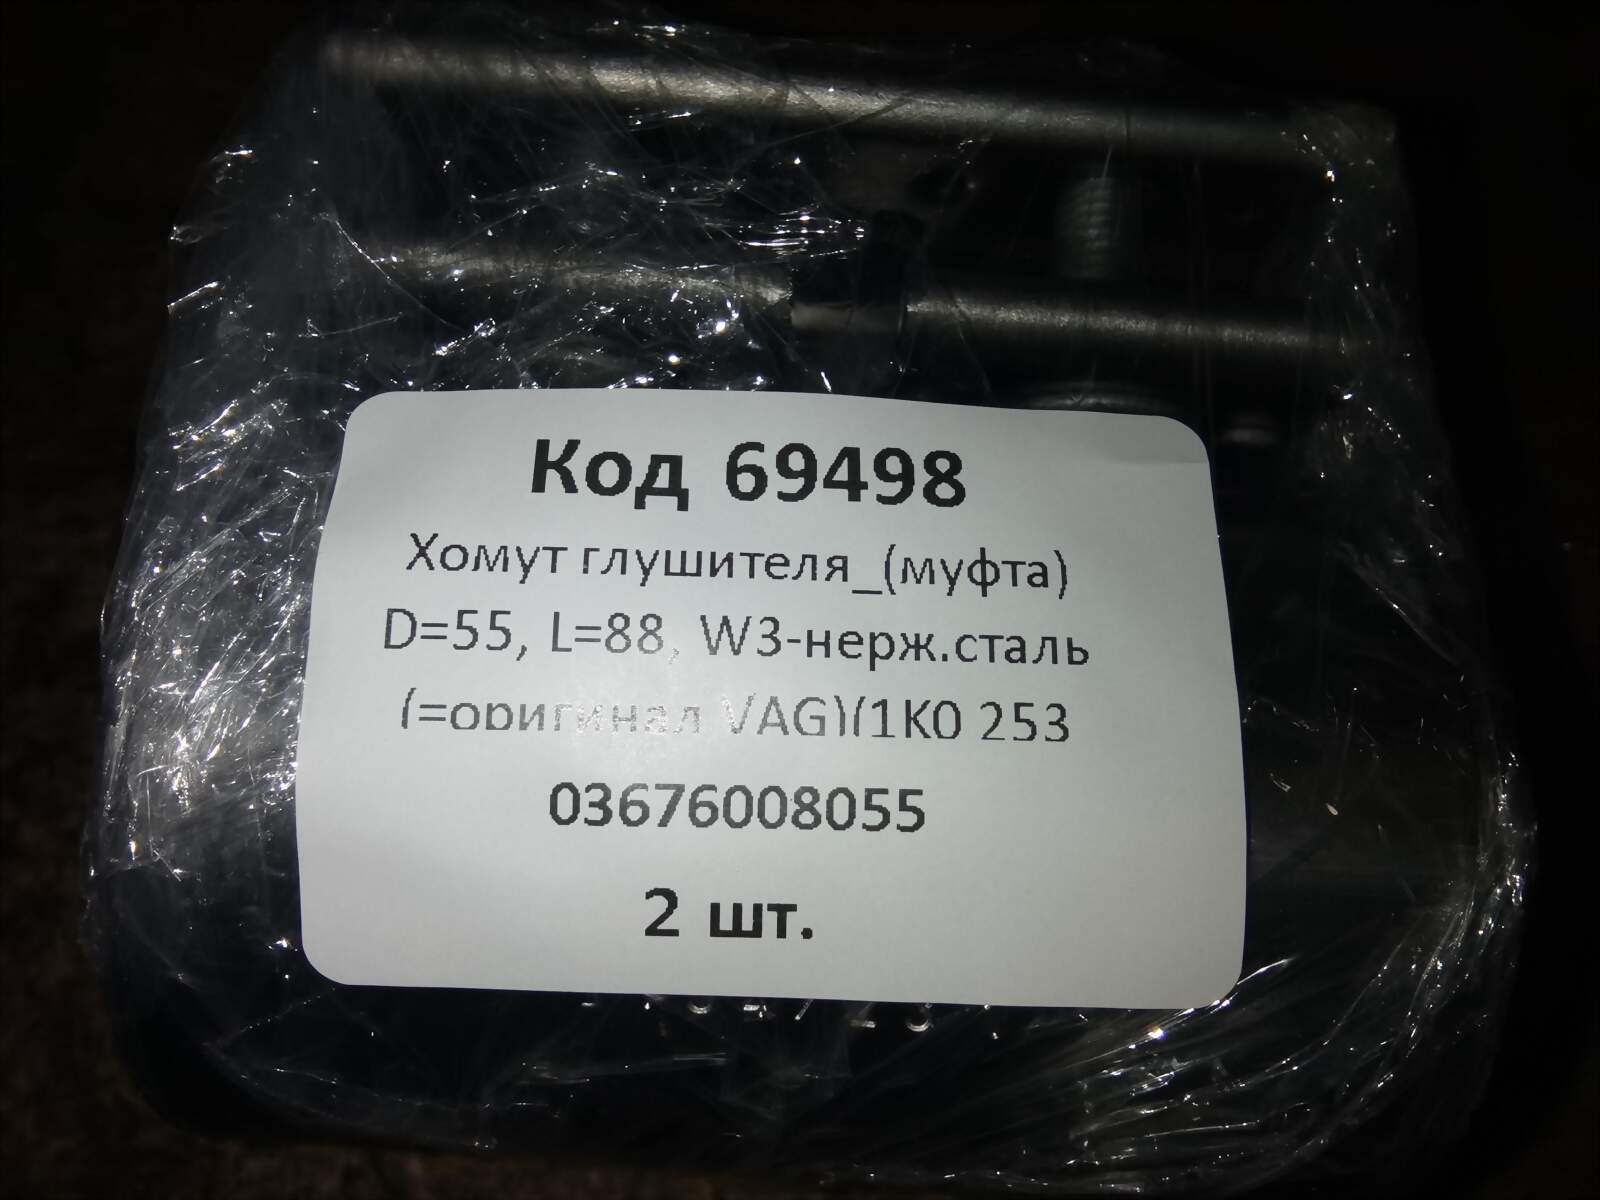 Код 69498
Хомут глушителя_(муфта)
D=55, L=88, W3-нерж.сталь
(=оригинал VAG)(1K0 253
03676008055
2 шт.